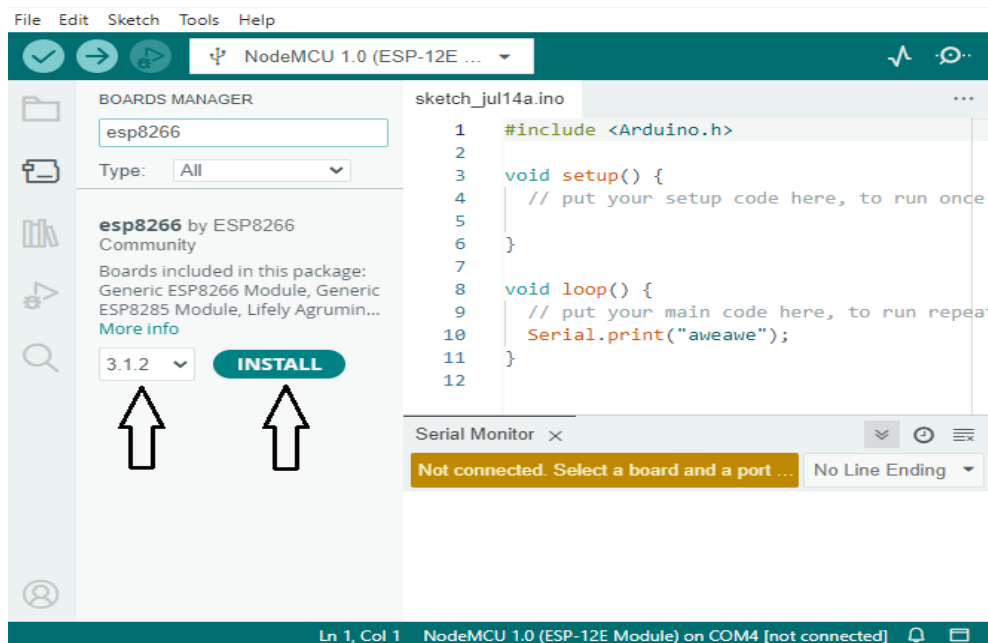 File Edit Sketch Tools Help
NodeMCU 1.0 (ESP-12E ...
BOARDS MANAGER
esp8266
Type: All
esp8266 by ESP8266
Community
Boards included in this package:
Generic ESP8266 Module, Generic
ESP8285 Module, Lifely Agrumin...
More info
3.1.2 INSTALL
sketch_jul14a.ino
1 #include <Arduino.h>
2
3 void setup() {
4 // put your setup code here, to run once
5
6 }
7
8 void loop() {
9 // put your main code here, to run repeat
10 Serial.print("aweawe");
11 }
12
Serial Monitor
Not connected. Select a board and a port ... No Line Ending
Ln 1, Col 1 NodeMCU 1.0 (ESP-12E Module) on COM4 [not connected]